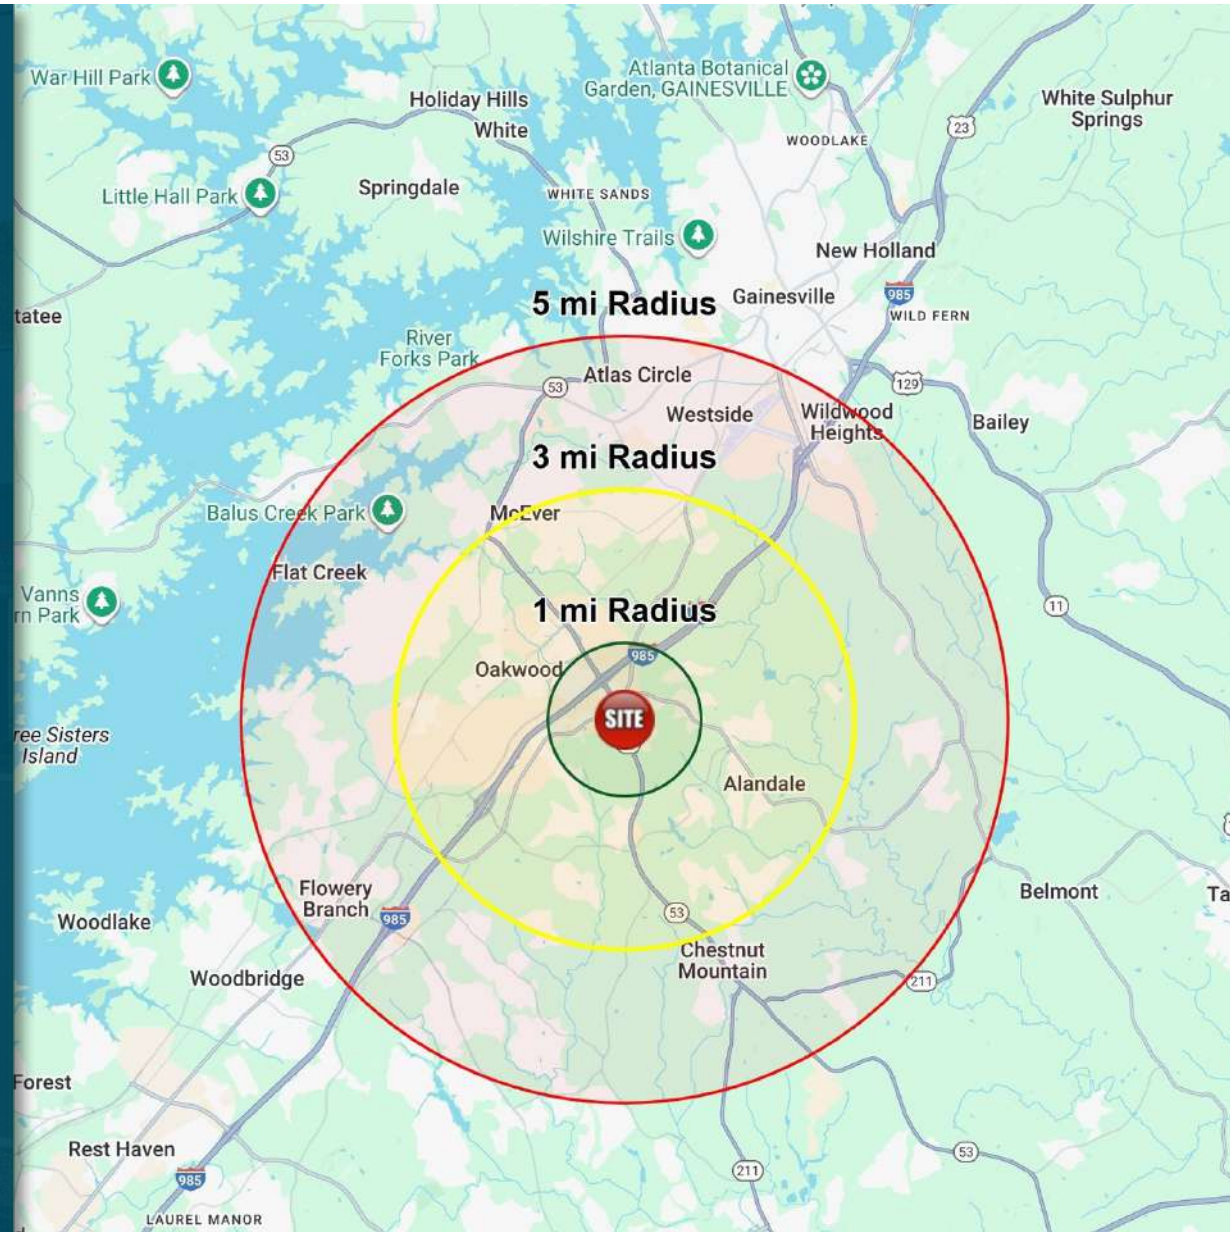 War Hill Park
Atlanta Botanical
Garden, GAINESVILLE
Holiday Hills
White
White Sulphur
Springs
23
WOODLAKE
53
Little Hall Park
Springdale
WHITE SANDS
Wilshire Trails
New Holland
5 mi Radius
Gainesville
985
WILD FERN
tatee
River
Forks Park
53
Atlas Circle
129
Westside
Wildwood
Heights
Bailey
3 mi Radius
Balus Creek Park
McEver
Flat Creek
Vanns
rn Park
11
1 mi Radius
985
Oakwood
SITE
ree Sisters
Island
Alandale
Flowery
Branch
985
53
Belmont
Ta
Woodlake
Chestnut
Mountain
Woodbridge
211
Forest
Rest Haven
985
211
53
LAUREL MANOR